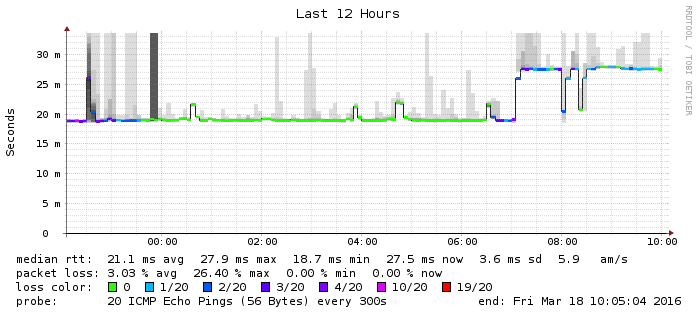 Last 12 Hours
RRDTOOL / TOBI OETIKER
Seconds
30 m
25 m
20 m
15 m
10 m
5 m
0
00:00 02:00 04:00 06:00 08:00 10:00
median rtt: 21.1 ms avg 27.9 ms max 18.7 ms min 27.5 ms now 3.6 ms sd 5.9 am/s
packet loss: 3.03 % avg 26.40 % max 0.00 % min 0.00 % now
loss color: 0 1/20 2/20 3/20 4/20 10/20 19/20
probe: 20 ICMP Echo Pings (56 Bytes) every 300s end: Fri Mar 18 10:05:04 2016